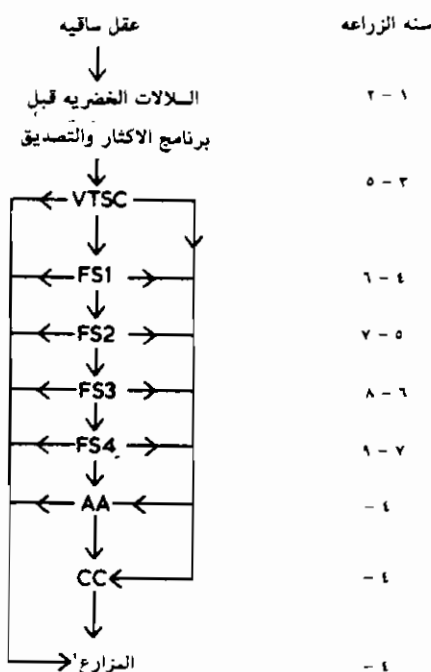 عقل ساقيه	سنه الزراعه
السلالات الخضريه قبل	١ - ٢
برنامج الاكثار والتصديق
٣ - ٥
VTSC
FS1	٤ - ٦
FS2	٥ - ٧
FS3	٦ - ٨
FS4	٧ - ٩
AA	٤ -
CC	٤ -
المزارع	٤ -